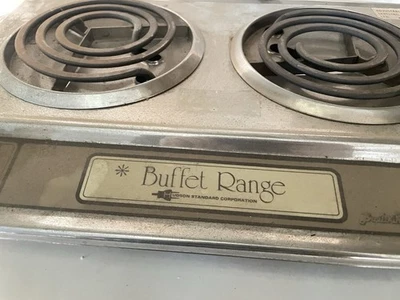 * Buffet Range
STANDARD CORPORATION